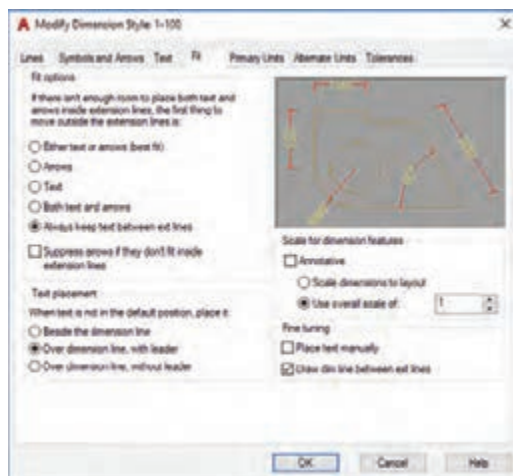 Modify Dimension Style: 1-100
Lines Symbols and Arrows Text Fit Primary Units Alternate Units Tolerances
Fit options
If there isn't enough room to place both text and
arrows inside extension lines, the first thing to
move outside the extension lines is:
Either text or arrows (best fit)
Arrows
Text
Both text and arrows
Always keep text between ext lines
Suppress arrows if they don't fit inside
extension lines
Text placement
When text is not in the default position, place it:
Beside the dimension line
Over dimension line, with leader
Over dimension line, without leader
Scale for dimension features
Annotative
Scale dimensions to layout
Use overall scale of: 1
Fine tuning
Place text manually
Draw dim line between ext lines
OK Cancel Help